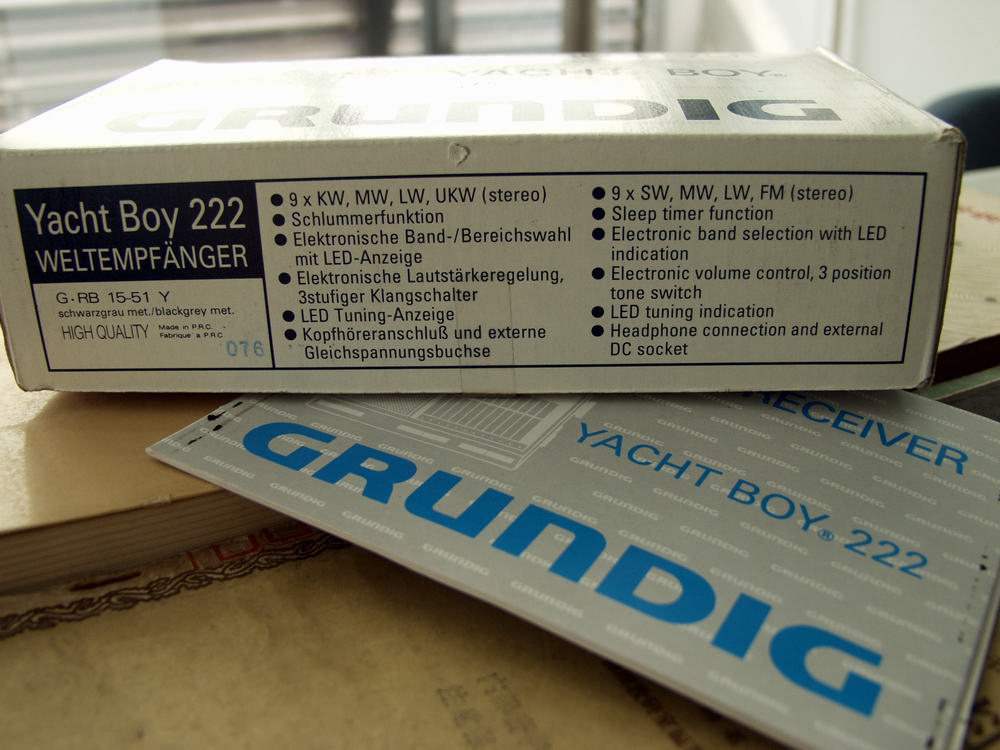 YACHT BOY®
GRUNDIG
Yacht Boy 222
WELTEMPFÄNGER
G·RB 15-51 Y
schwarzgrau met./blackgrey met.
HIGH QUALITY
Made in P.R.C.
Fabriqué a P.R.C.
076
● 9 x KW, MW, LW, UKW (stereo)
● Schlummerfunktion
● Elektronische Band-/Bereichswahl
mit LED-Anzeige
● Elektronische Lautstärkeregelung,
3stufiger Klangschalter
● LED Tuning-Anzeige
● Kopfhöreranschluß und externe
Gleichspannungsbuchse
● 9 x SW, MW, LW, FM (stereo)
● Sleep timer function
● Electronic band selection with LED
indication
● Electronic volume control, 3 position
tone switch
● LED tuning indication
● Headphone connection and external
DC socket
RECEIVER
YACHT BOY® 222
GRUNDIG